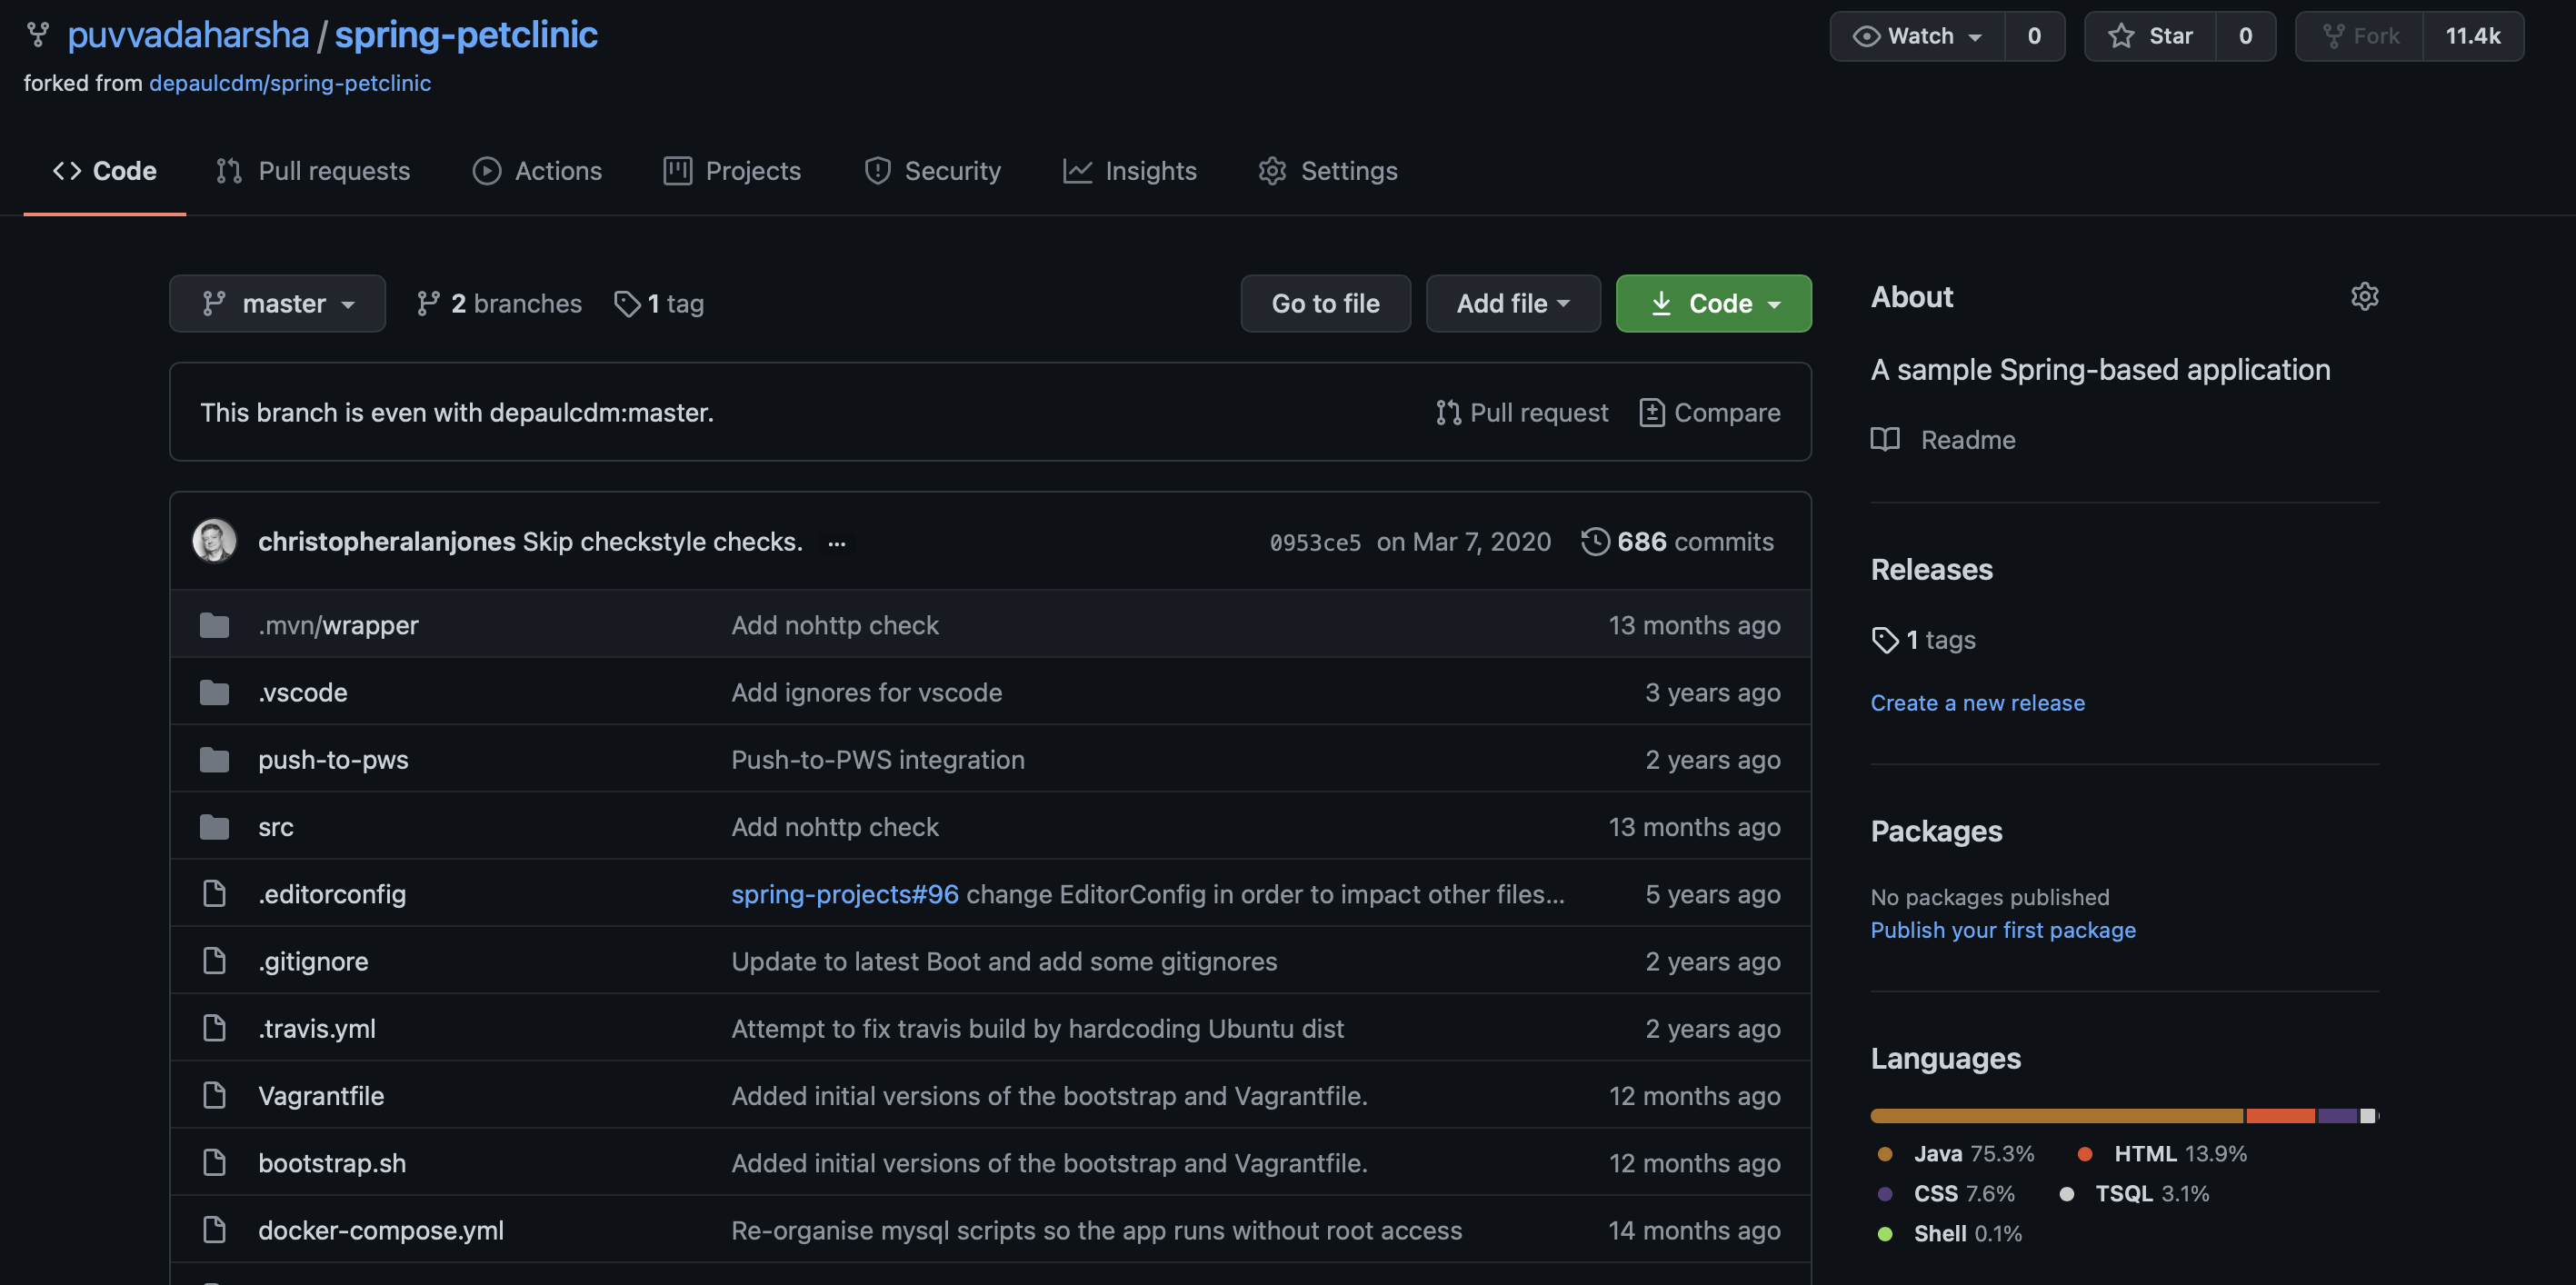 puvvadaharsha / spring-petclinic
Watch 0 Star 0 Fork 11.4k
forked from depaulcdm/spring-petclinic
Code Pull requests Actions Projects Security Insights Settings
master 2 branches 1 tag Go to file Add file Code
This branch is even with depaulcdm:master. Pull request Compare
christopheralanjones Skip checkstyle checks. ... 0953ce5 on Mar 7, 2020 686 commits
.mvn/wrapper Add nohttp check 13 months ago
.vscode Add ignores for vscode 3 years ago
push-to-pws Push-to-PWS integration 2 years ago
src Add nohttp check 13 months ago
.editorconfig spring-projects#96 change EditorConfig in order to impact other files... 5 years ago
.gitignore Update to latest Boot and add some gitignores 2 years ago
.travis.yml Attempt to fix travis build by hardcoding Ubuntu dist 2 years ago
Vagrantfile Added initial versions of the bootstrap and Vagrantfile. 12 months ago
bootstrap.sh Added initial versions of the bootstrap and Vagrantfile. 12 months ago
docker-compose.yml Re-organise mysql scripts so the app runs without root access 14 months ago
About
A sample Spring-based application
Readme
Releases
1 tags
Create a new release
Packages
No packages published
Publish your first package
Languages
Java 75.3% HTML 13.9%
CSS 7.6% TSQL 3.1%
Shell 0.1%